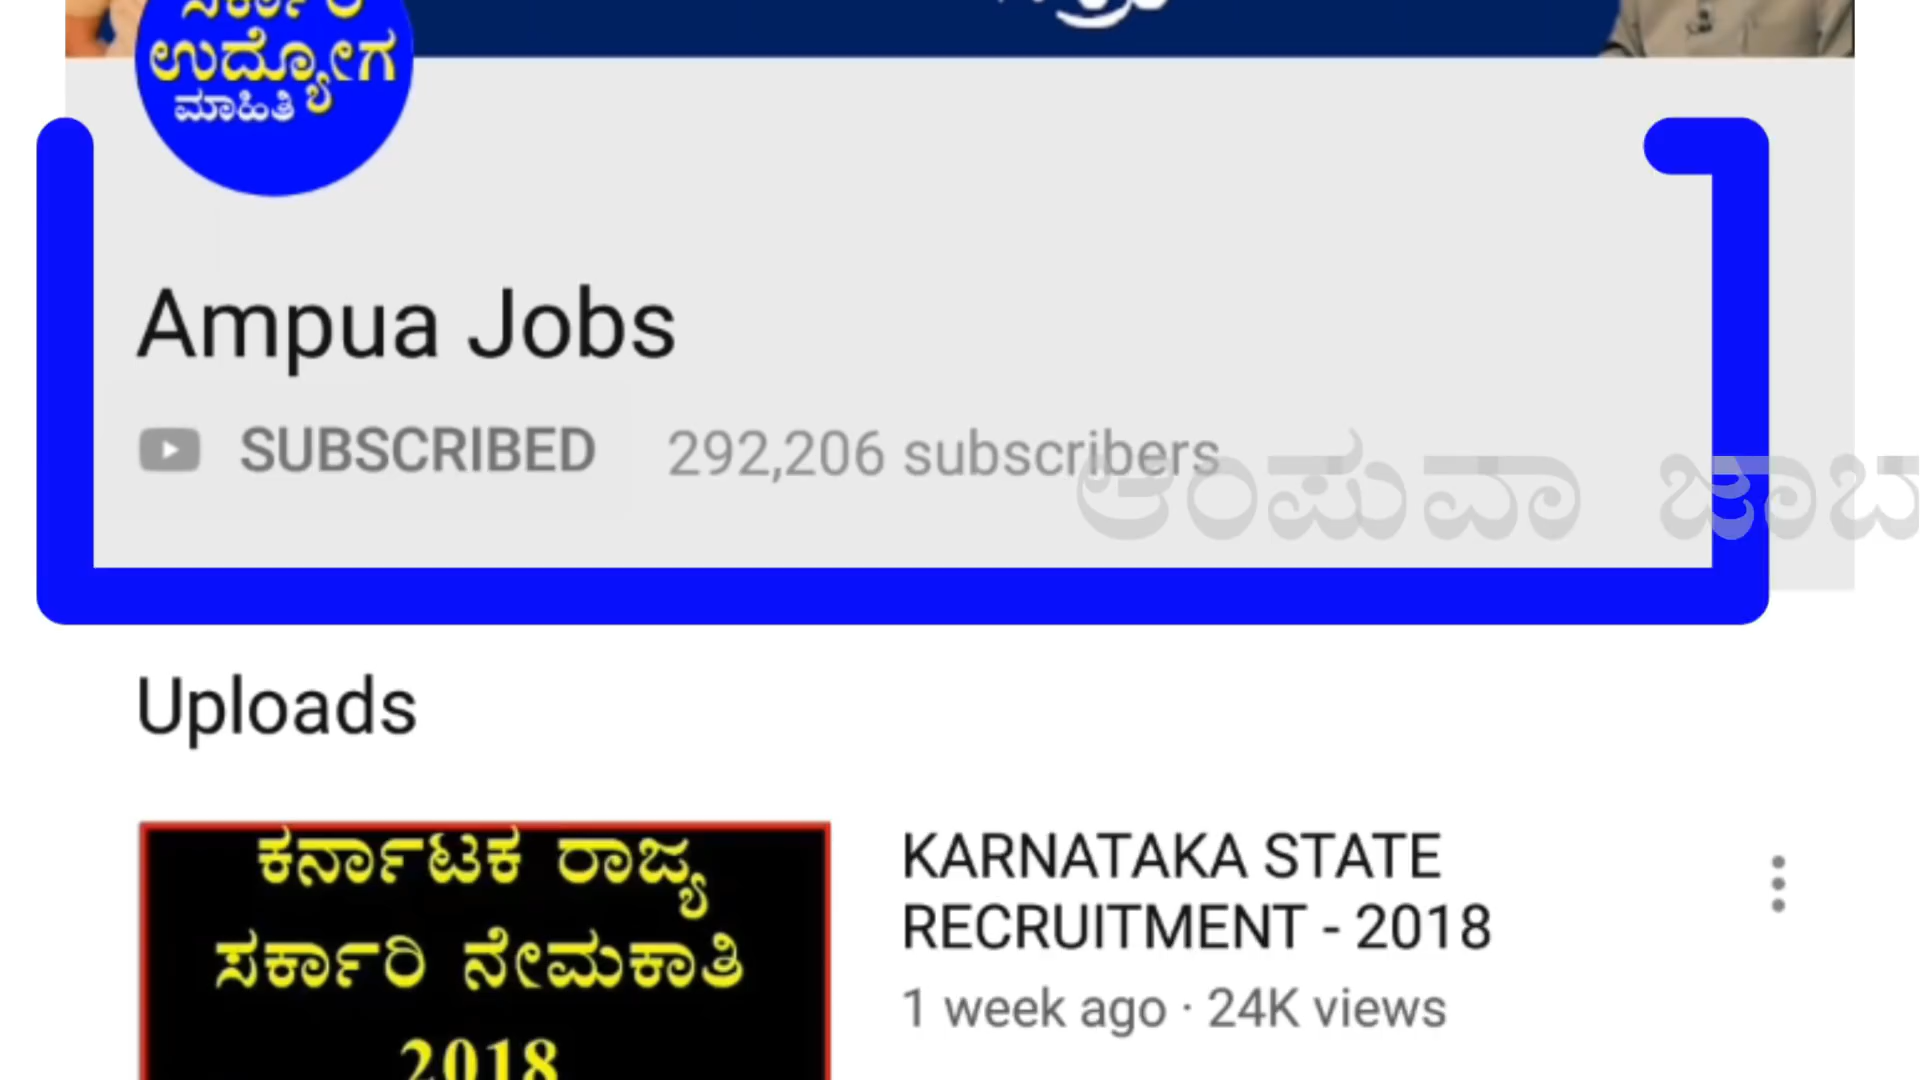 ಸರ್ಕಾರಿ
ಉದ್ಯೋಗ
ಮಾಹಿತಿ
Ampua Jobs
SUBSCRIBED 292,206 subscribers
ಆಂಪುವಾ ಜಾಬ
Uploads
ಕರ್ನಾಟಕ ರಾಜ್ಯ
ಸರ್ಕಾರಿ ನೇಮಕಾತಿ
2018
KARNATAKA STATE
RECRUITMENT - 2018
1 week ago · 24K views